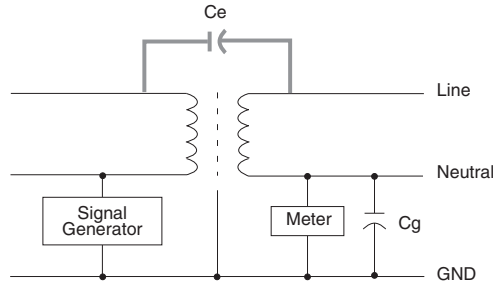 Ce
Line
Neutral
Signal
Generator
Meter
Cg
GND